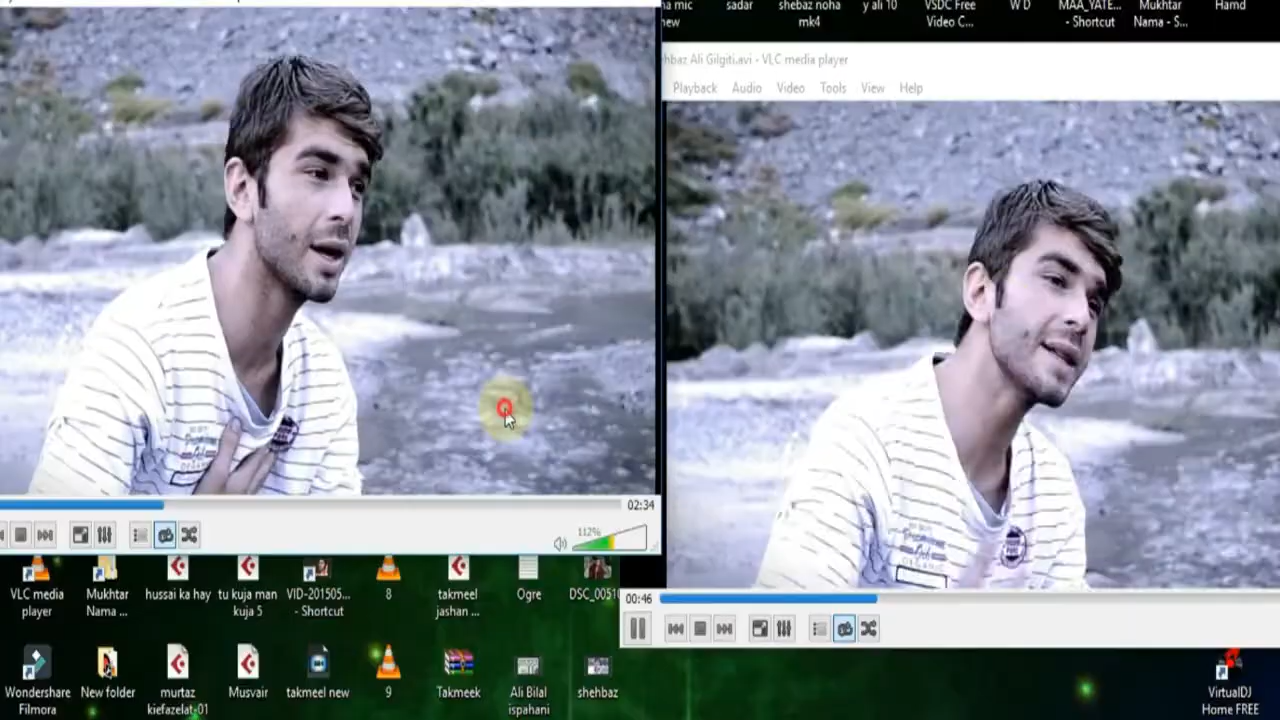 sadar
shebaz noha
mk4
y ali 10
VSDC Free
Video C...
W D
MAA_YATE...
- Shortcut
Mukhtar
Nama - S...
Hamd
hbaz Ali Gilgiti.avi - VLC media player
Playback Audio Video Tools View Help
02:34
112%
00:46
VLC media
player
Mukhtar
Nama ...
hussai ka hay
tu kuja man
kuja 5
VID-201505...
- Shortcut
8
takmeel
jashan ...
Ogre
DSC_0051
Wondershare
Filmora
New folder
murtaz
kiefazelat-01
Musvair
takmeel new
9
Takmeek
Ali Bilal
ispahani
shehbaz
VirtualDJ
Home FREE